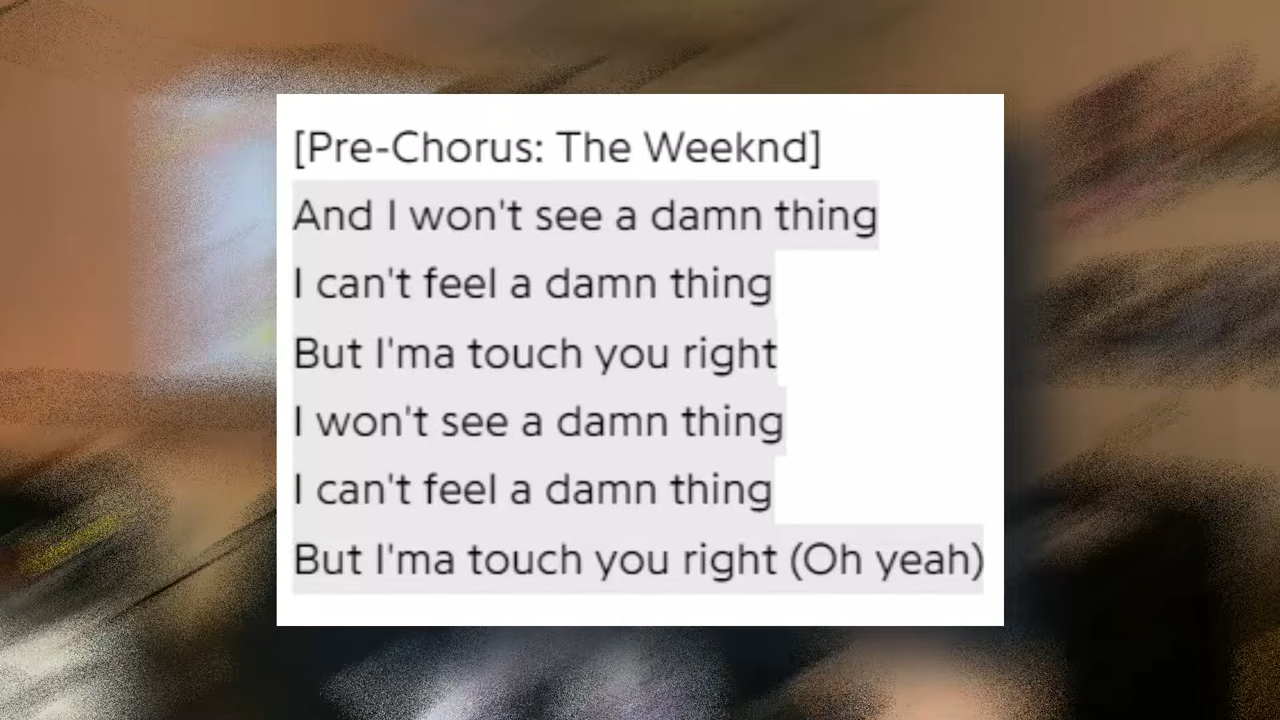 [Pre-Chorus: The Weeknd]
And I won't see a damn thing
I can't feel a damn thing
But I'ma touch you right
I won't see a damn thing
I can't feel a damn thing
But I'ma touch you right (Oh yeah)